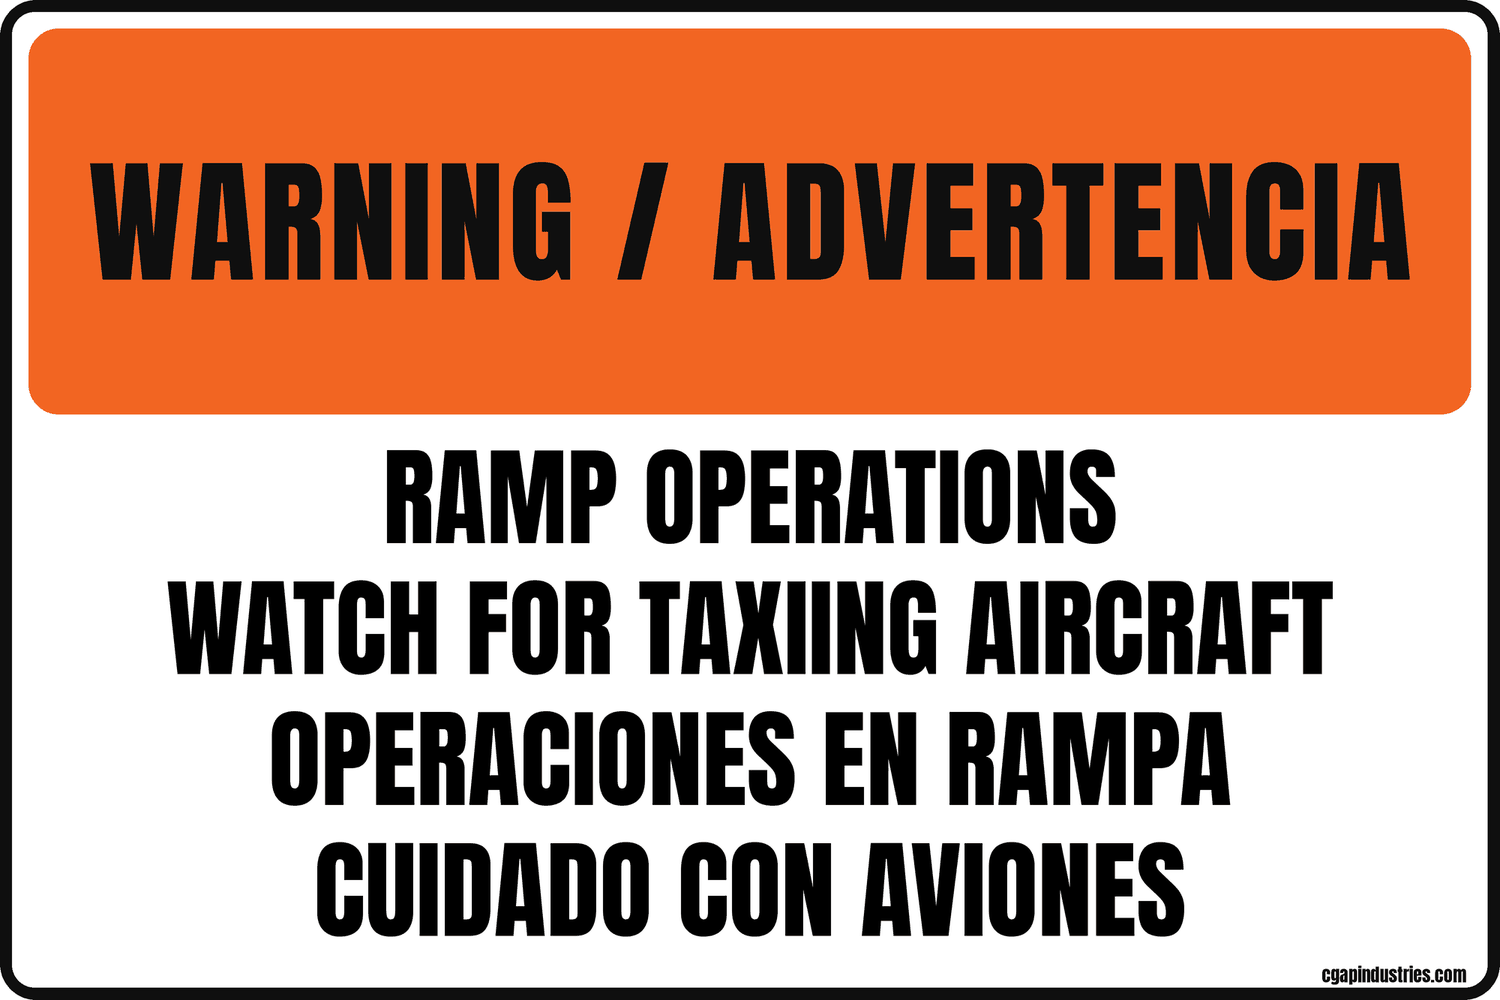 WARNING / ADVERTENCIA
RAMP OPERATIONS
WATCH FOR TAXIING AIRCRAFT
OPERACIONES EN RAMPA
CUIDADO CON AVIONES
cgapindustries.com